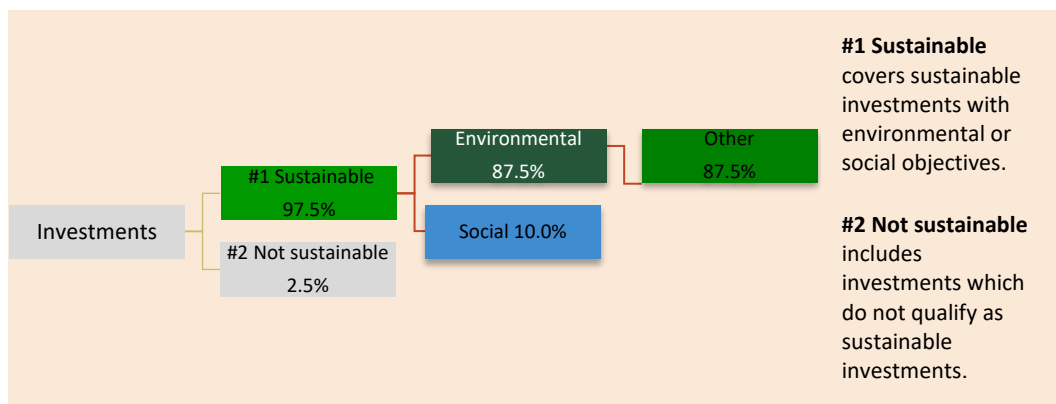 Investments
#1 Sustainable
97.5%
#2 Not sustainable
2.5%
Environmental
87.5%
Social 10.0%
Other
87.5%
#1 Sustainable
covers sustainable
investments with
environmental or
social objectives.
#2 Not sustainable
includes
investments which
do not qualify as
sustainable
investments.